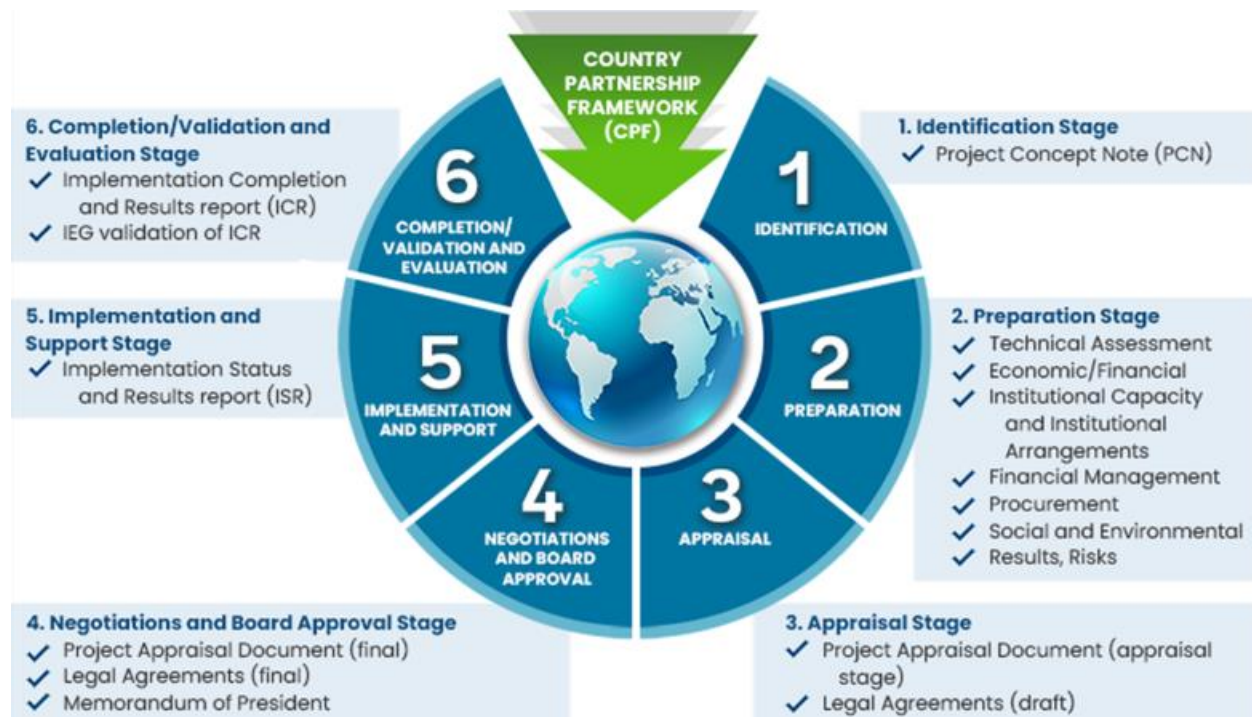 COUNTRY
PARTNERSHIP
FRAMEWORK
(CPF)
1
IDENTIFICATION
2
PREPARATION
3
APPRAISAL
4
NEGOTIATIONS
AND BOARD
APPROVAL
5
IMPLEMENTATION
AND SUPPORT
6
COMPLETION/
VALIDATION AND
EVALUATION
1. Identification Stage
Project Concept Note (PCN)
2. Preparation Stage
Technical Assessment
Economic/Financial
Institutional Capacity
and Institutional
Arrangements
Financial Management
Procurement
Social and Environmental
Results, Risks
3. Appraisal Stage
Project Appraisal Document (appraisal
stage)
Legal Agreements (draft)
4. Negotiations and Board Approval Stage
Project Appraisal Document (final)
Legal Agreements (final)
Memorandum of President
5. Implementation and
Support Stage
Implementation Status
and Results report (ISR)
6. Completion/Validation and
Evaluation Stage
Implementation Completion
and Results report (ICR)
IEG validation of ICR